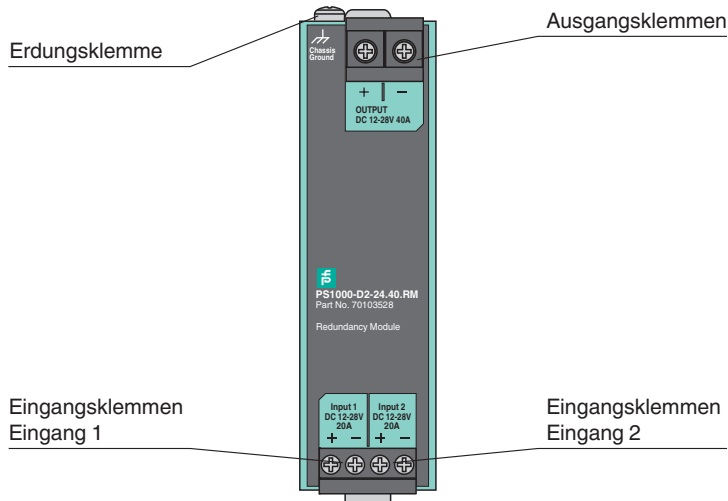 Erdungsklemme
Ausgangsklemmen
Chassis
Ground
+ −
OUTPUT
DC 12-28V 40A
PS1000-D2-24.40.RM
Part No. 70103528
Redundancy Module
Eingangsklemmen
Eingang 1
Input 1
DC 12-28V
20A
+ −
Input 2
DC 12-28V
20A
+ −
Eingangsklemmen
Eingang 2